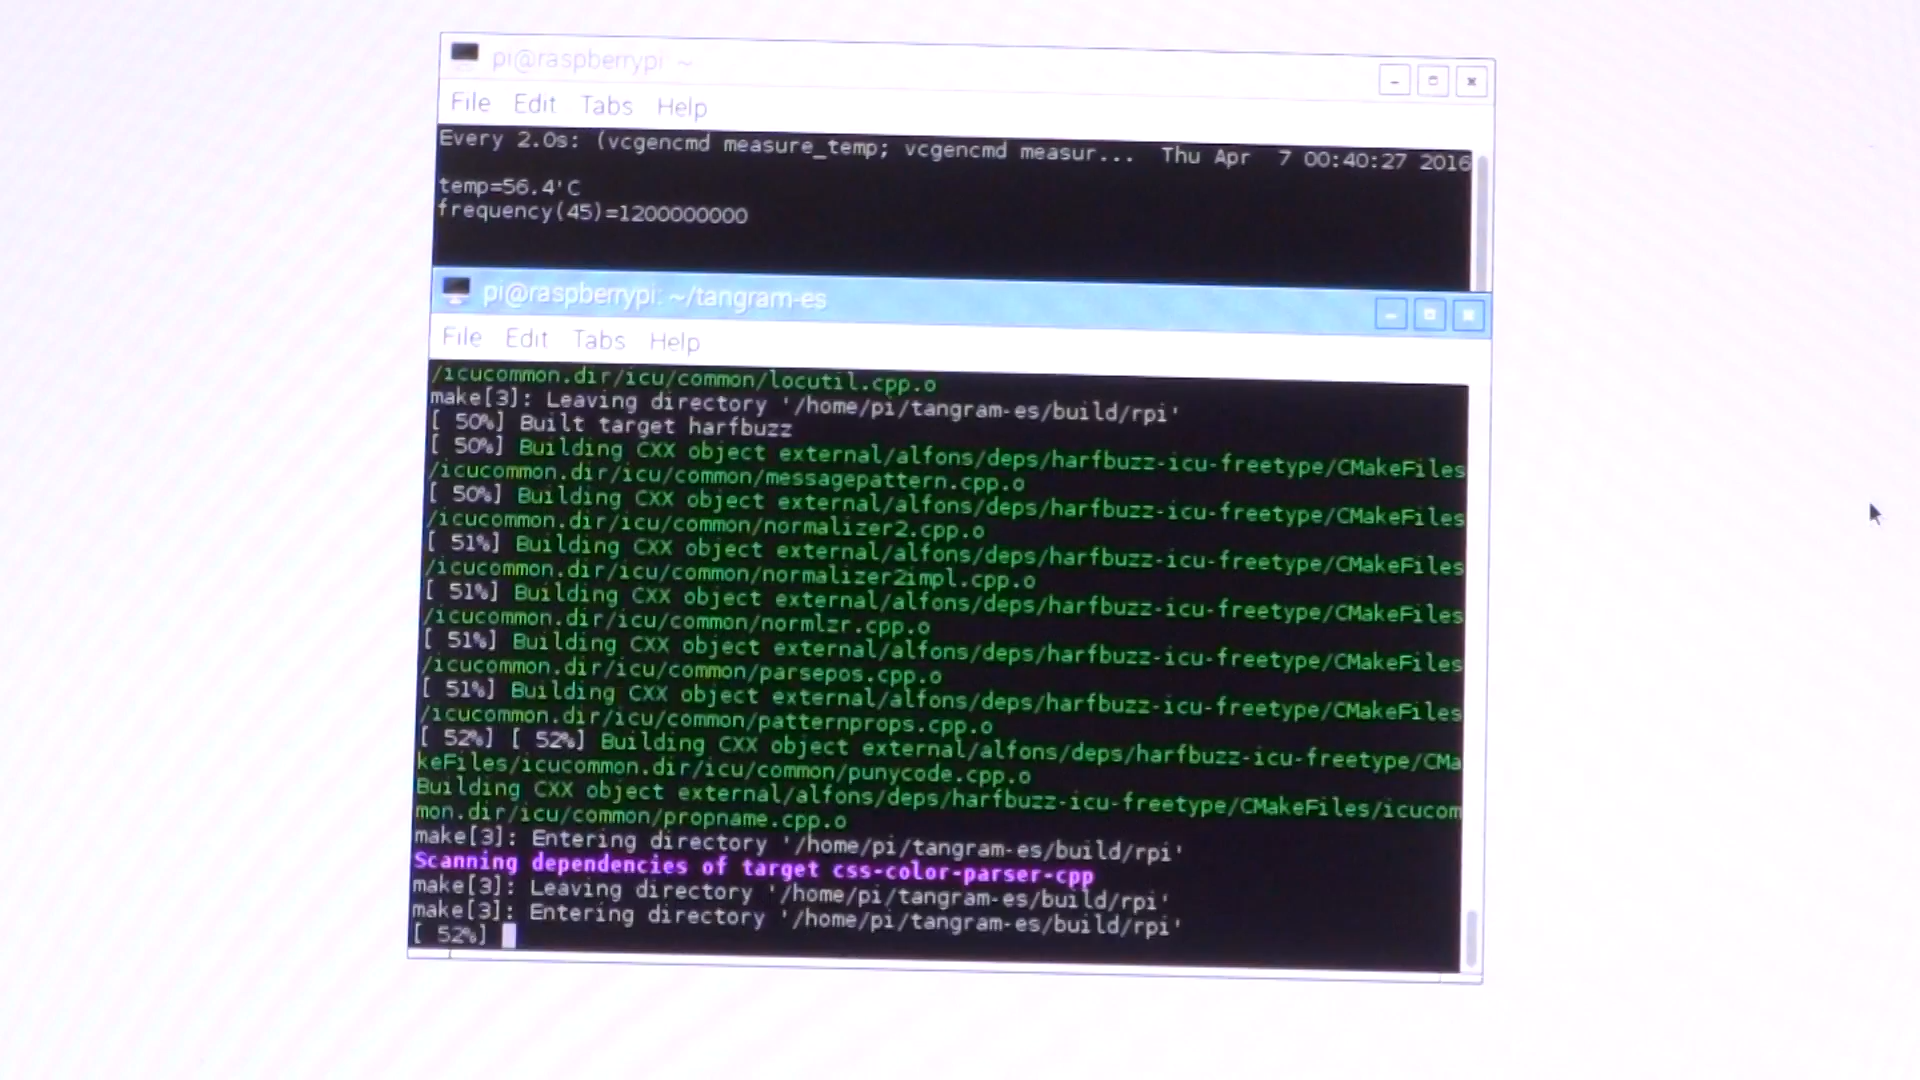 pi@raspberrypi: ~
File Edit Tabs Help
Every 2.0s: (vcgencmd measure_temp; vcgencmd measur... Thu Apr  7 00:40:27 2016
temp=56.4'C
frequency(45)=1200000000
pi@raspberrypi: ~/tangram-es
File Edit Tabs Help
/icucommon.dir/icu/common/locutil.cpp.o
make[3]: Leaving directory '/home/pi/tangram-es/build/rpi'
[ 50%] Built target harfbuzz
[ 50%] Building CXX object external/alfons/deps/harfbuzz-icu-freetype/CMakeFiles
/icucommon.dir/icu/common/messagepattern.cpp.o
[ 50%] Building CXX object external/alfons/deps/harfbuzz-icu-freetype/CMakeFiles
/icucommon.dir/icu/common/normalizer2.cpp.o
[ 51%] Building CXX object external/alfons/deps/harfbuzz-icu-freetype/CMakeFiles
/icucommon.dir/icu/common/normalizer2impl.cpp.o
[ 51%] Building CXX object external/alfons/deps/harfbuzz-icu-freetype/CMakeFiles
/icucommon.dir/icu/common/normlzr.cpp.o
[ 51%] Building CXX object external/alfons/deps/harfbuzz-icu-freetype/CMakeFiles
/icucommon.dir/icu/common/parsepos.cpp.o
[ 51%] Building CXX object external/alfons/deps/harfbuzz-icu-freetype/CMakeFiles
/icucommon.dir/icu/common/patternprops.cpp.o
[ 52%] [ 52%] Building CXX object external/alfons/deps/harfbuzz-icu-freetype/CMa
keFiles/icucommon.dir/icu/common/punycode.cpp.o
Building CXX object external/alfons/deps/harfbuzz-icu-freetype/CMakeFiles/icucom
mon.dir/icu/common/propname.cpp.o
make[3]: Entering directory '/home/pi/tangram-es/build/rpi'
Scanning dependencies of target css-color-parser-cpp
make[3]: Leaving directory '/home/pi/tangram-es/build/rpi'
make[3]: Entering directory '/home/pi/tangram-es/build/rpi'
[ 52%]